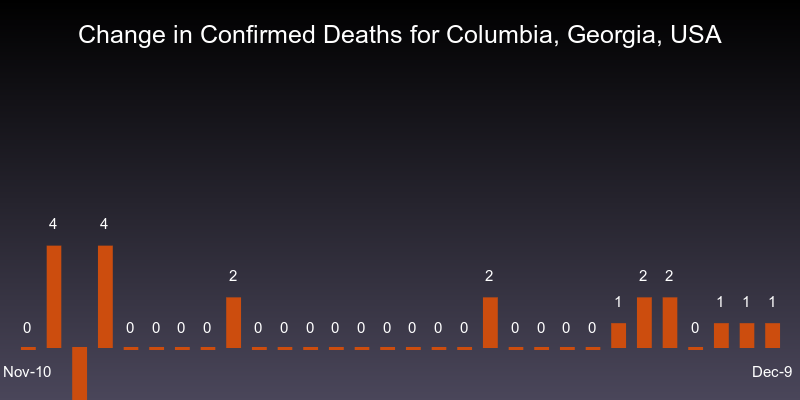 Change in Confirmed Deaths for Columbia, Georgia, USA
4 4
2 2 2 2
1 1 1 1
0 0 0 0 0 0 0 0 0 0 0 0 0 0 0 0 0 0 0
Nov-10 Dec-9